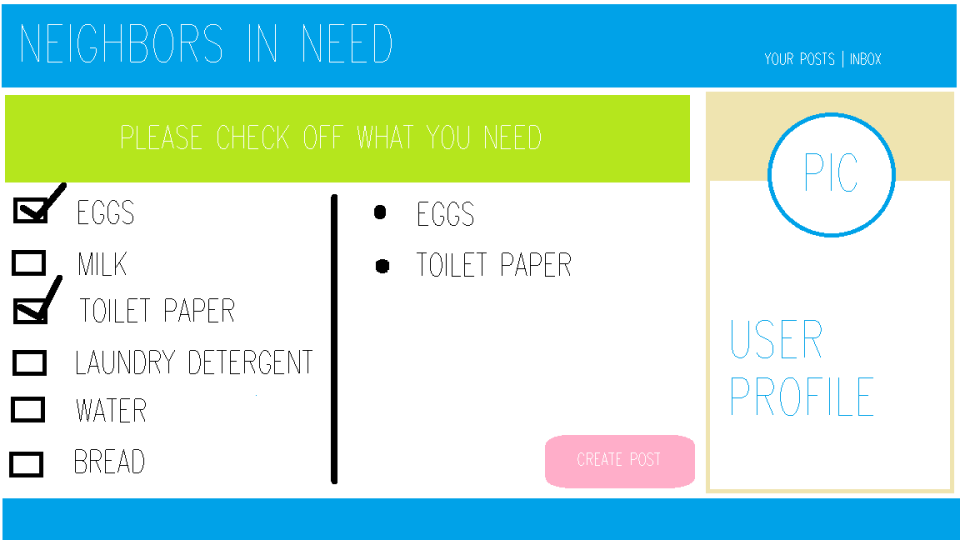 NEIGHBORS IN NEED
YOUR POSTS | INBOX
PLEASE CHECK OFF WHAT YOU NEED
EGGS
MILK
TOILET PAPER
LAUNDRY DETERGENT
WATER
BREAD
EGGS
TOILET PAPER
CREATE POST
PIC
USER
PROFILE